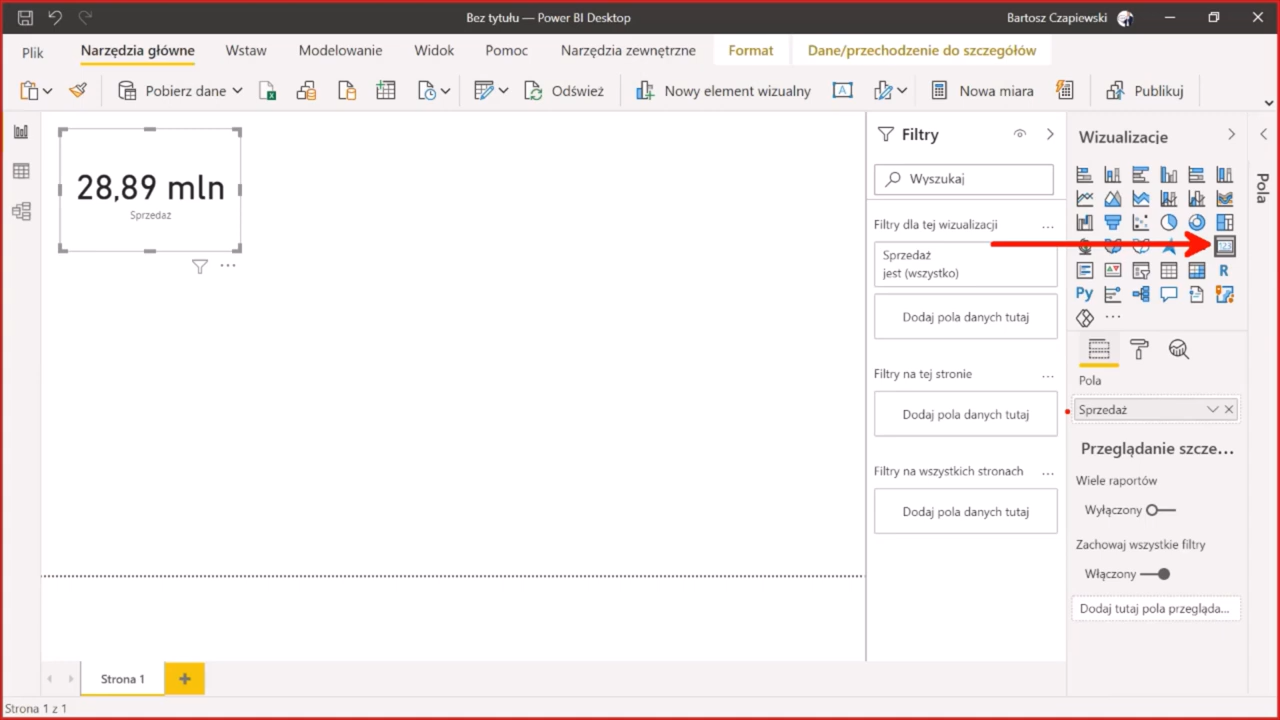 Bez tytułu — Power BI Desktop
Bartosz Czapiewski
Plik
Narzędzia główne
Wstaw
Modelowanie
Widok
Pomoc
Narzędzia zewnętrzne
Format
Dane/przechodzenie do szczegółów
Pobierz dane
Odśwież
Nowy element wizualny
Nowa miara
Publikuj
28,89 mln
Sprzedaż
Filtry
Wyszukaj
Filtry dla tej wizualizacji
Sprzedaż
jest (wszystko)
Dodaj pola danych tutaj
Filtry na tej stronie
Dodaj pola danych tutaj
Filtry na wszystkich stronach
Dodaj pola danych tutaj
Wizualizacje
R
Py
Pola
Sprzedaż
Przeglądanie szcze...
Wiele raportów
Wyłączony
Zachowaj wszystkie filtry
Włączony
Dodaj tutaj pola przegląda...
Pola
Strona 1
Strona 1 z 1